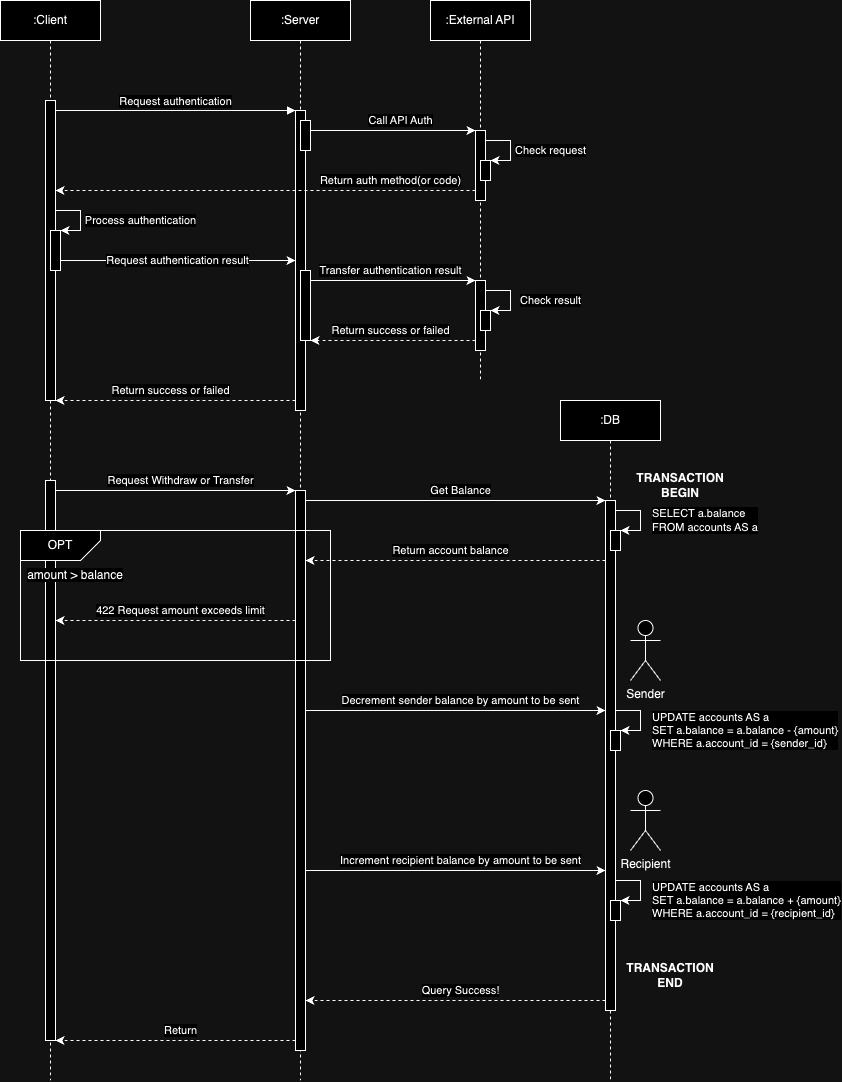 :Client
:Server
:External API
Request authentication
Call API Auth
Check request
Return auth method(or code)
Process authentication
Request authentication result
Transfer authentication result
Check result
Return success or failed
Return success or failed
:DB
TRANSACTION
BEGIN
Request Withdraw or Transfer
Get Balance
SELECT a.balance
FROM accounts AS a
OPT
Return account balance
amount > balance
422 Request amount exceeds limit
Sender
Decrement sender balance by amount to be sent
UPDATE accounts AS a
SET a.balance = a.balance - {amount}
WHERE a.account_id = {sender_id}
Recipient
Increment recipient balance by amount to be sent
UPDATE accounts AS a
SET a.balance = a.balance + {amount}
WHERE a.account_id = {recipient_id}
TRANSACTION
END
Query Success!
Return